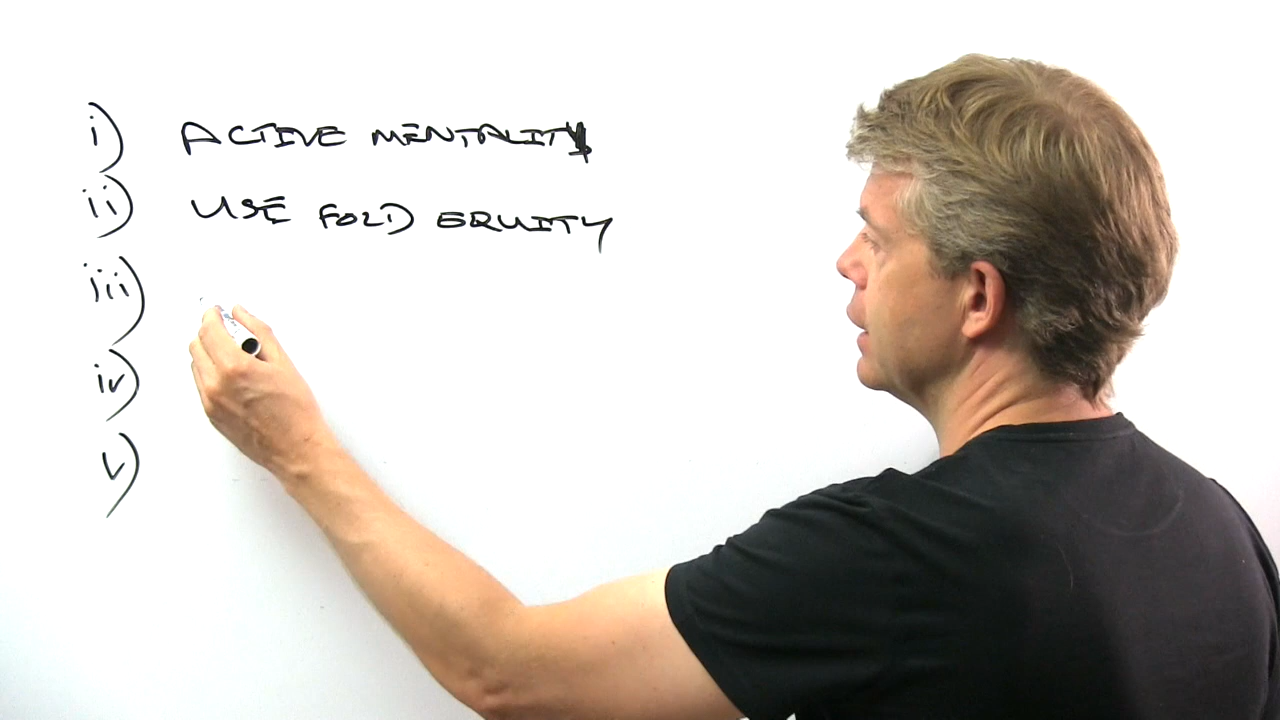 i) ACTIVE MENTALITY
ii) USE FOLD EQUITY
iii)
iv)
v)